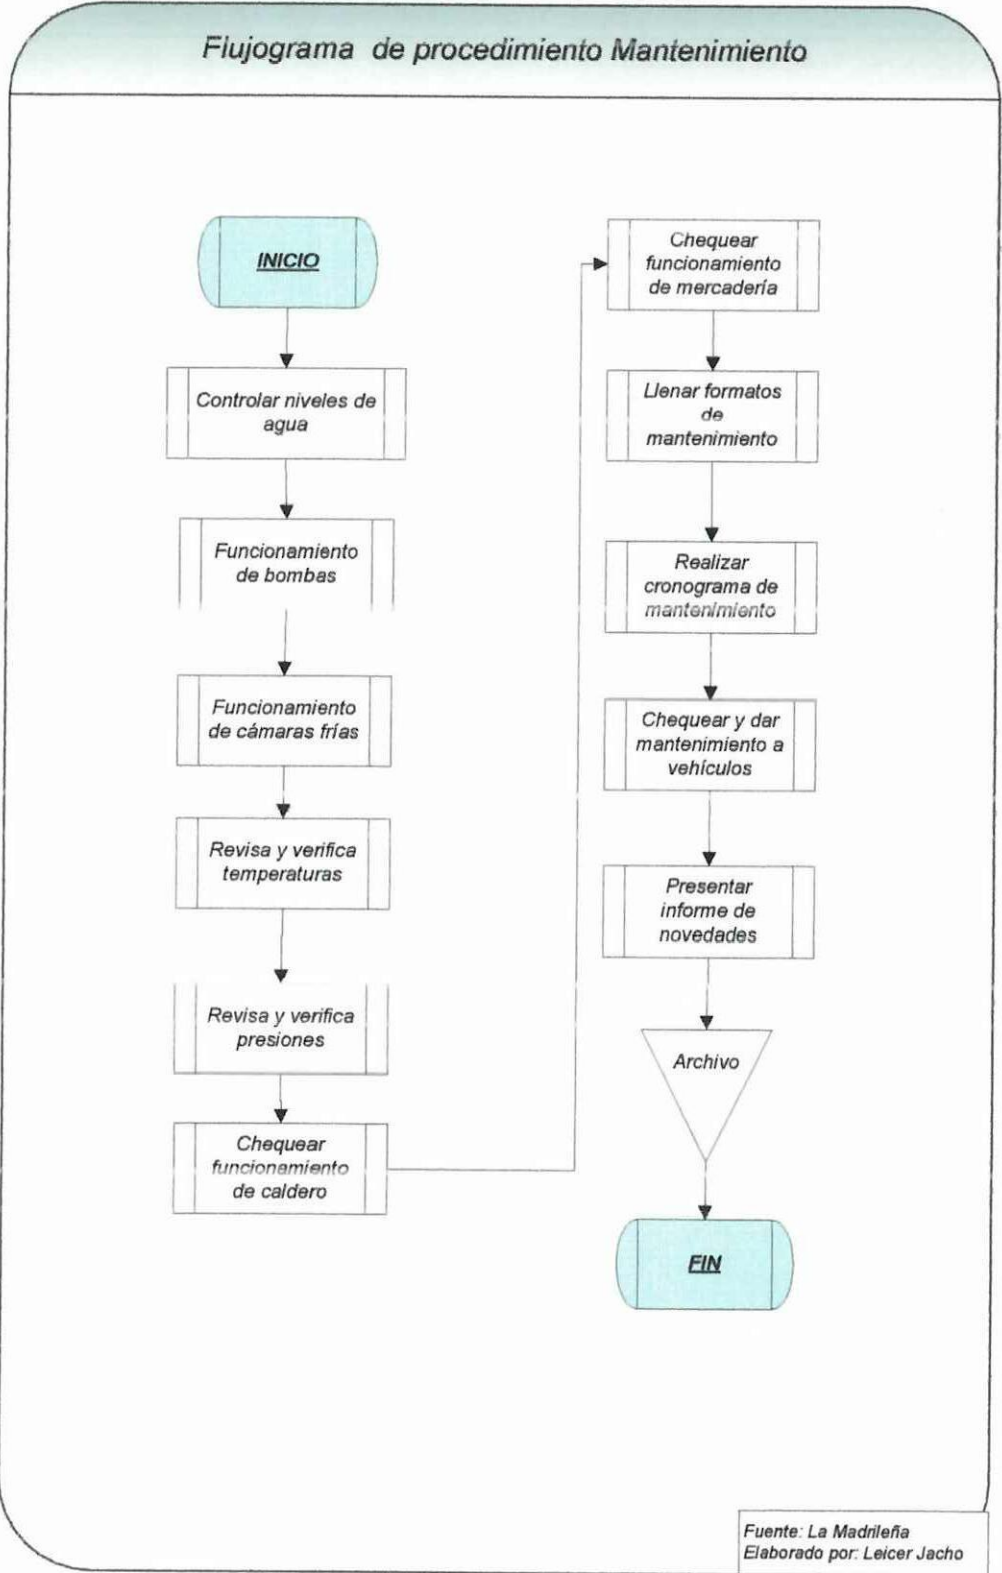 Flujograma de procedimiento Mantenimiento
INICIO
Controlar niveles de
agua
Funcionamiento
de bombas
Funcionamiento
de cámaras frías
Revisa y verifica
temperaturas
Revisa y verifica
presiones
Chequear
funcionamiento
de caldero
Chequear
funcionamiento
de mercadería
Llenar formatos
de
mantenimiento
Realizar
cronograma de
mantenimiento
Chequear y dar
mantenimiento a
vehículos
Presentar
informe de
novedades
Archivo
FIN
Fuente: La Madrileña
Elaborado por: Leicer Jacho